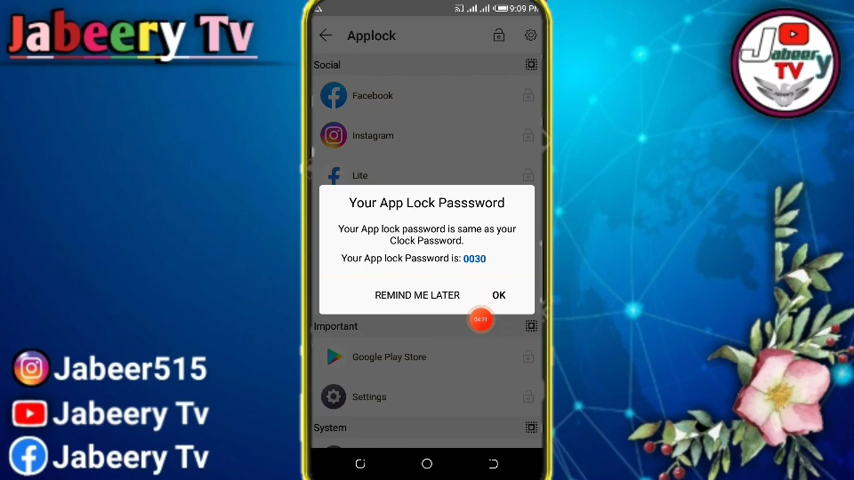 Jabeery Tv
9:09 PM
Applock
Social
Facebook
Instagram
Lite
Your App Lock Passsword
Your App lock password is same as your
Clock Password.
Your App lock Password is: 0030
REMIND ME LATER OK
04:31
Important
Google Play Store
Settings
System
Jabeery
TV
Jabeer515
Jabeery Tv
Jabeery Tv